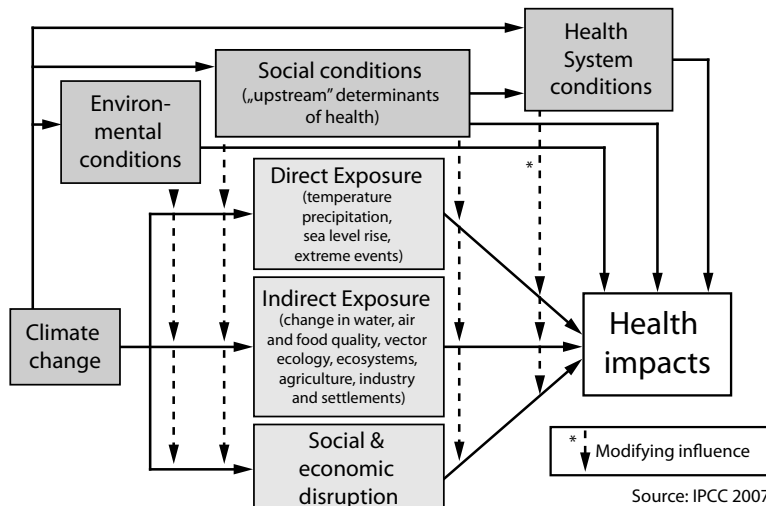 Health
System
conditions
Social conditions
(„upstream” determinants
of health)
Environ-
mental
conditions
*
Direct Exposure
(temperature
precipitation,
sea level rise,
extreme events)
Climate
change
Indirect Exposure
(change in water, air
and food quality, vector
ecology, ecosystems,
agriculture, industry
and settlements)
Health
impacts
Social &
economic
disruption
* Modifying influence
Source: IPCC 2007